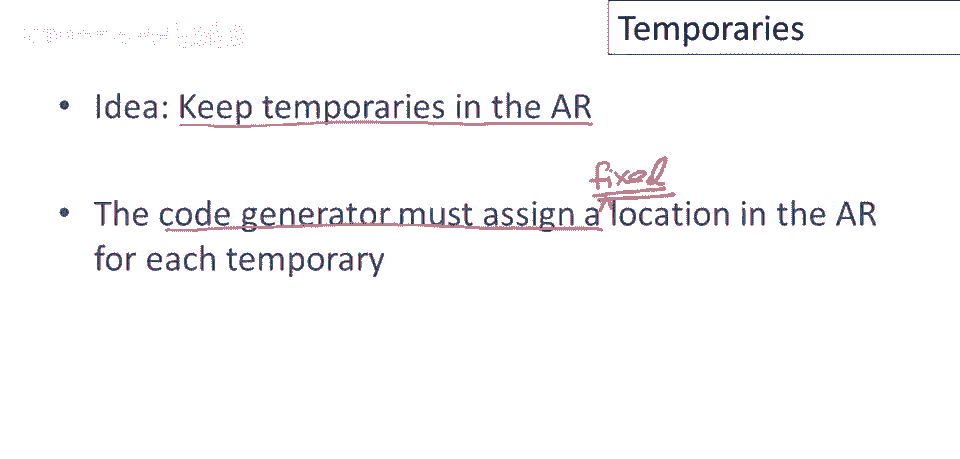 Temporaries
• Idea: Keep temporaries in the AR
fixed
• The code generator must assign a location in the AR
for each temporary